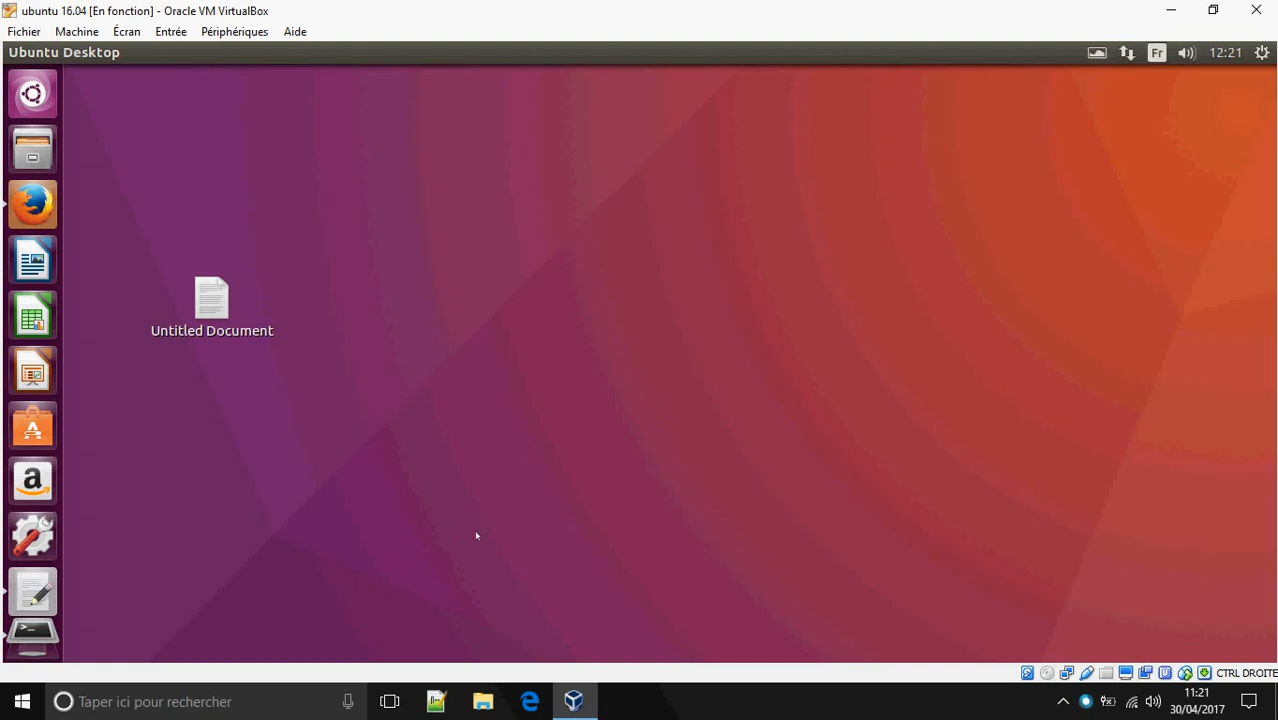 ubuntu 16.04 [En fonction] - Oracle VM VirtualBox
Fichier Machine Écran Entrée Périphériques Aide
Ubuntu Desktop Fr 12:21
Untitled Document
CTRL DROITE
Taper ici pour rechercher
11:21
30/04/2017